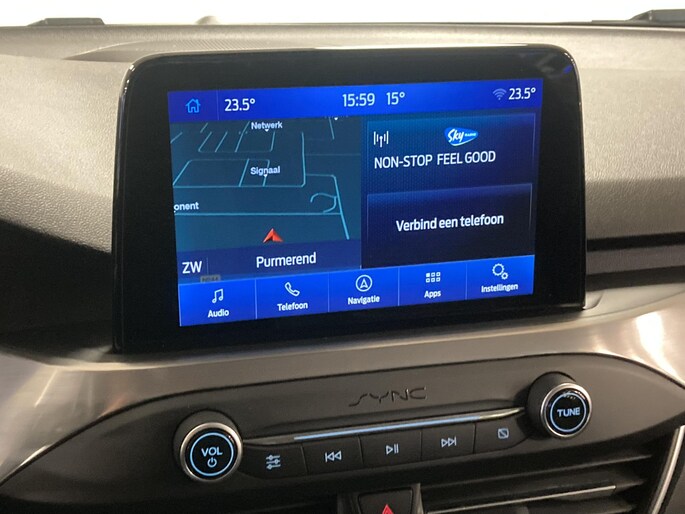 23.5° 15:59 15° 23.5°
Netwerk
Signaal
onent
ZW Purmerend
Sky RADIO
NON-STOP FEEL GOOD
Verbind een telefoon
Audio Telefoon Navigatie Apps Instellingen
SYNC
VOL
TUNE